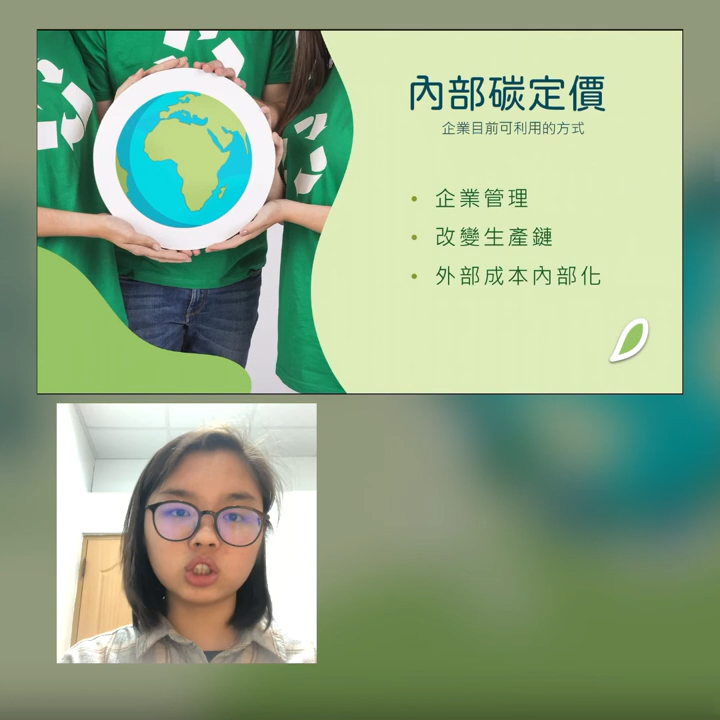 內部碳定價
企業目前可利用的方式
• 企業管理
• 改變生產鏈
• 外部成本內部化